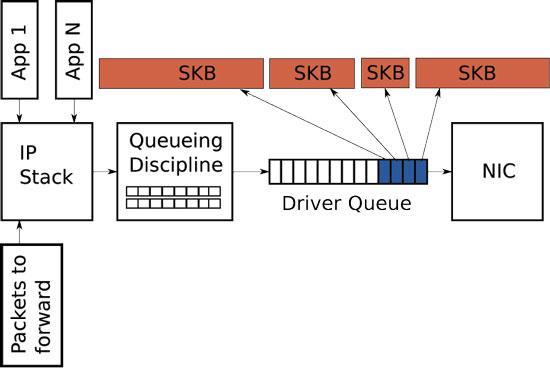 App 1
App N
SKB
SKB
SKB
SKB
IP
Stack
Queueing
Discipline
Driver Queue
NIC
Packets to
forward